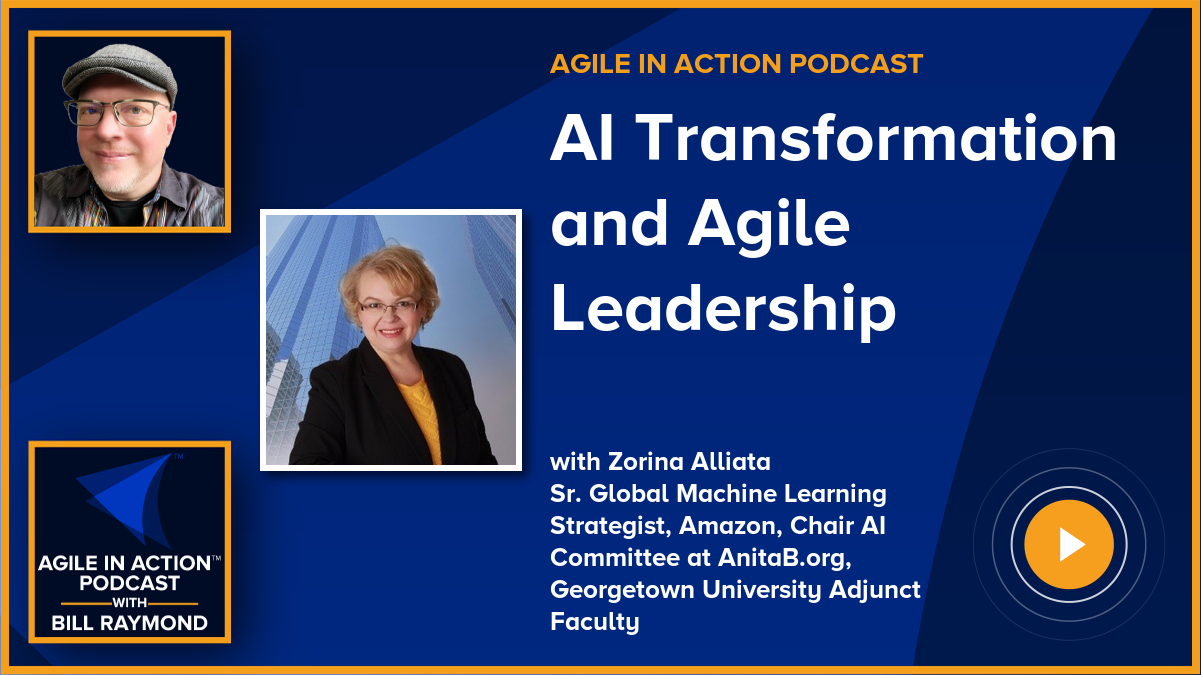 AGILE IN ACTION PODCAST
AI Transformation
and Agile
Leadership
with Zorina Alliata
Sr. Global Machine Learning
Strategist, Amazon, Chair AI
Committee at AnitaB.org,
Georgetown University Adjunct
Faculty
TM
AGILE IN ACTION™
PODCAST
WITH
BILL RAYMOND